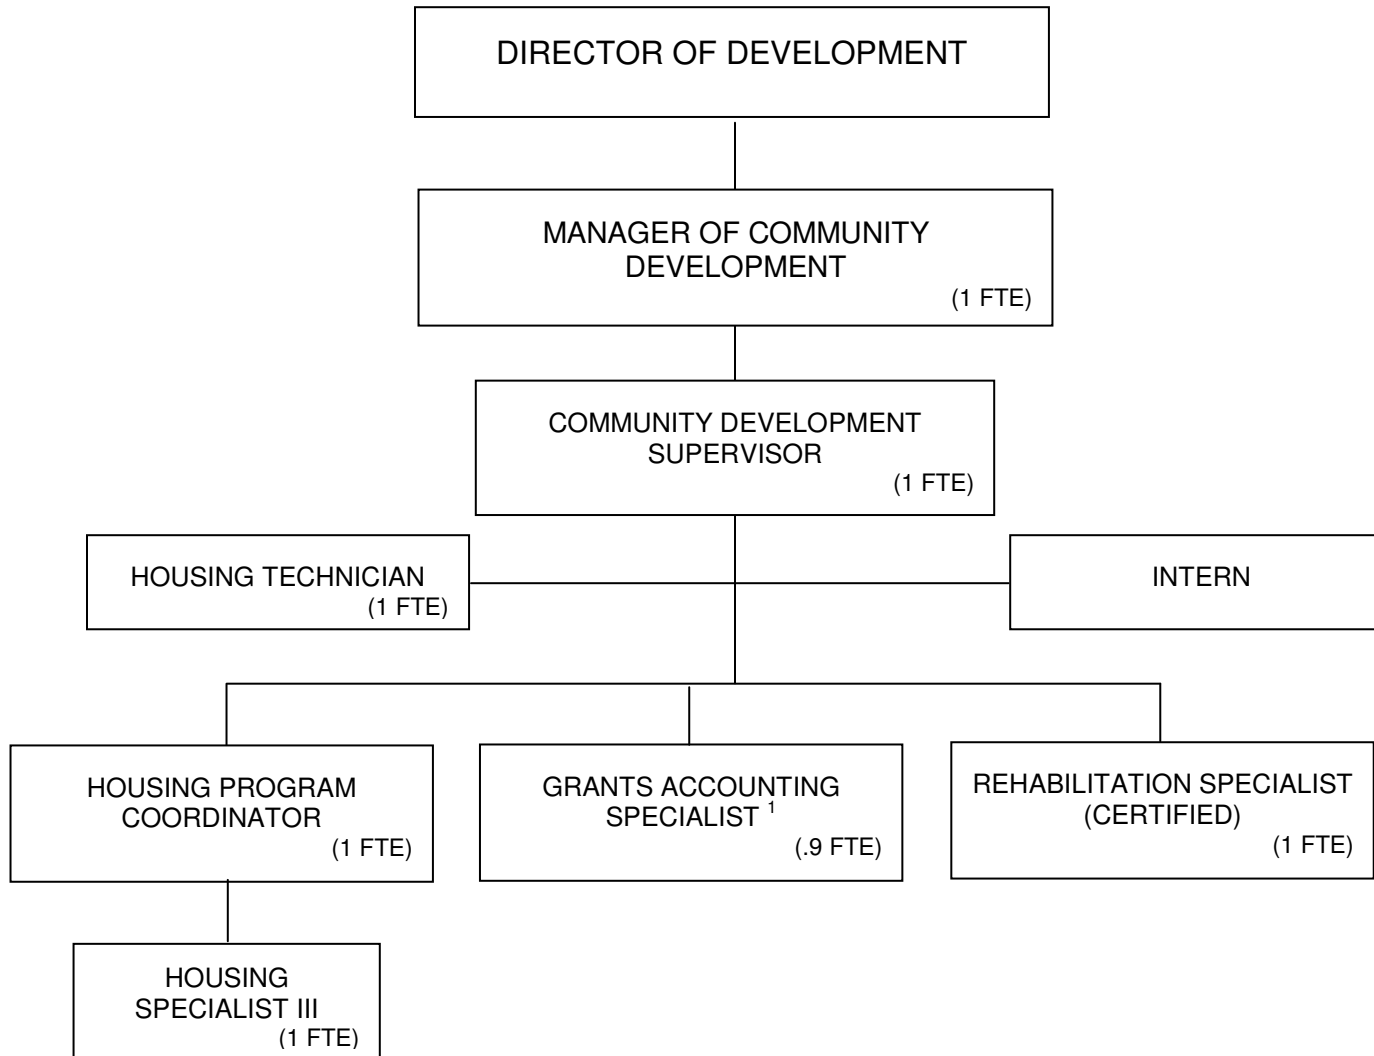 DIRECTOR OF DEVELOPMENT
MANAGER OF COMMUNITY
DEVELOPMENT
(1 FTE)
COMMUNITY DEVELOPMENT
SUPERVISOR
(1 FTE)
HOUSING TECHNICIAN
(1 FTE)
INTERN
HOUSING PROGRAM
COORDINATOR
(1 FTE)
GRANTS ACCOUNTING
SPECIALIST 1
(.9 FTE)
REHABILITATION SPECIALIST
(CERTIFIED)
(1 FTE)
HOUSING
SPECIALIST III
(1 FTE)